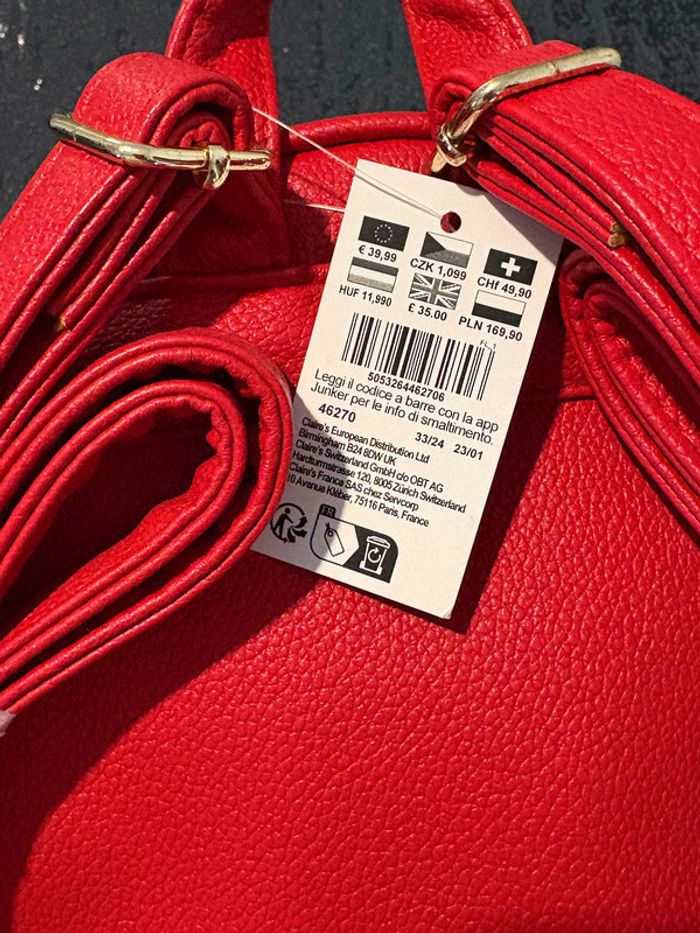 € 39,99
CZK 1,099
CHf 49,90
HUF 11,990
£ 35.00
PLN 169,90
FL_1
5053264462706
Leggi il codice a barre con la app
Junker per le info di smaltimento.
46270 33/24 23/01
Claire's European Distribution Ltd
Birmingham B24 8DW UK
Claire's Switzerland GmbH c/o OBT AG
Hardturmstrasse 120, 8005 Zürich Switzerland
Claire's France SAS chez Servcorp
10 Avenue Kléber, 75116 Paris, France
FR